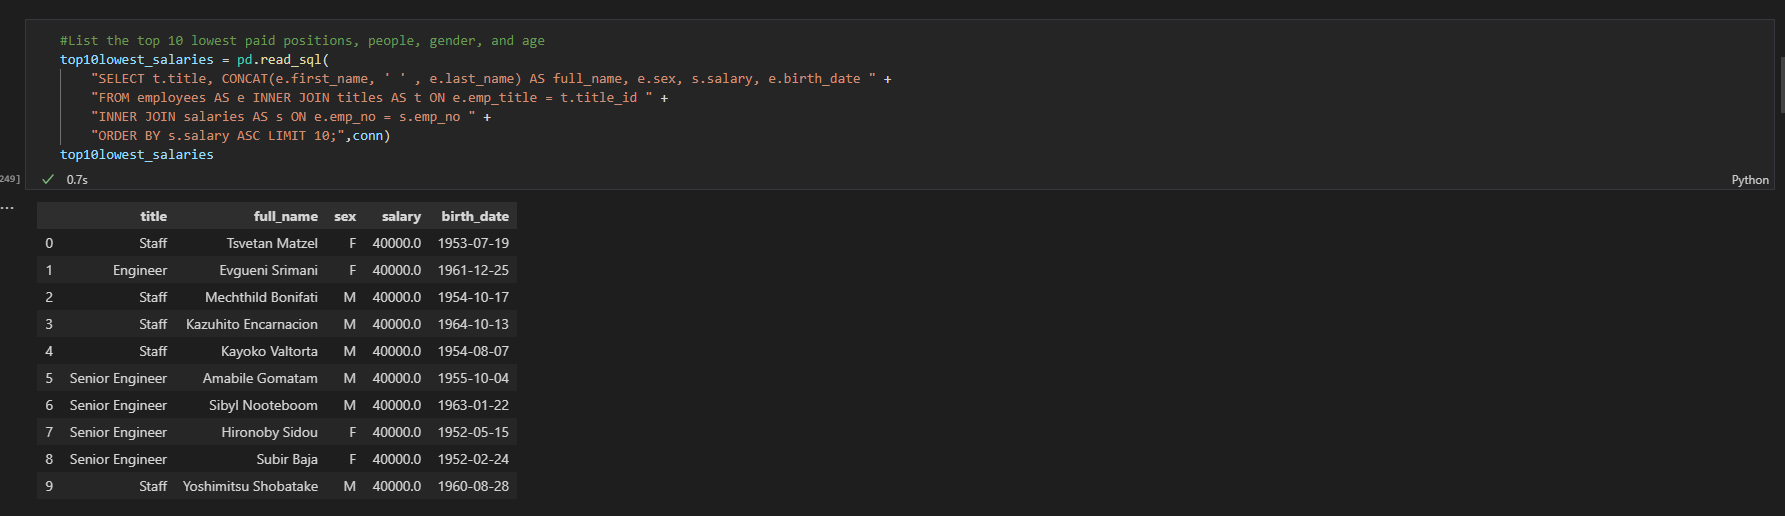 #List the top 10 lowest paid positions, people, gender, and age
top10lowest_salaries = pd.read_sql(
    "SELECT t.title, CONCAT(e.first_name, ' ' , e.last_name) AS full_name, e.sex, s.salary, e.birth_date " +
    "FROM employees AS e INNER JOIN titles AS t ON e.emp_title = t.title_id " +
    "INNER JOIN salaries AS s ON e.emp_no = s.emp_no " +
    "ORDER BY s.salary ASC LIMIT 10;",conn)
top10lowest_salaries
249] ✓ 0.7s Python
...
title full_name sex salary birth_date
0 Staff Tsvetan Matzel F 40000.0 1953-07-19
1 Engineer Evgueni Srimani F 40000.0 1961-12-25
2 Staff Mechthild Bonifati M 40000.0 1954-10-17
3 Staff Kazuhito Encarnacion M 40000.0 1964-10-13
4 Staff Kayoko Valtorta M 40000.0 1954-08-07
5 Senior Engineer Amabile Gomatam M 40000.0 1955-10-04
6 Senior Engineer Sibyl Nooteboom M 40000.0 1963-01-22
7 Senior Engineer Hironoby Sidou F 40000.0 1952-05-15
8 Senior Engineer Subir Baja F 40000.0 1952-02-24
9 Staff Yoshimitsu Shobatake M 40000.0 1960-08-28